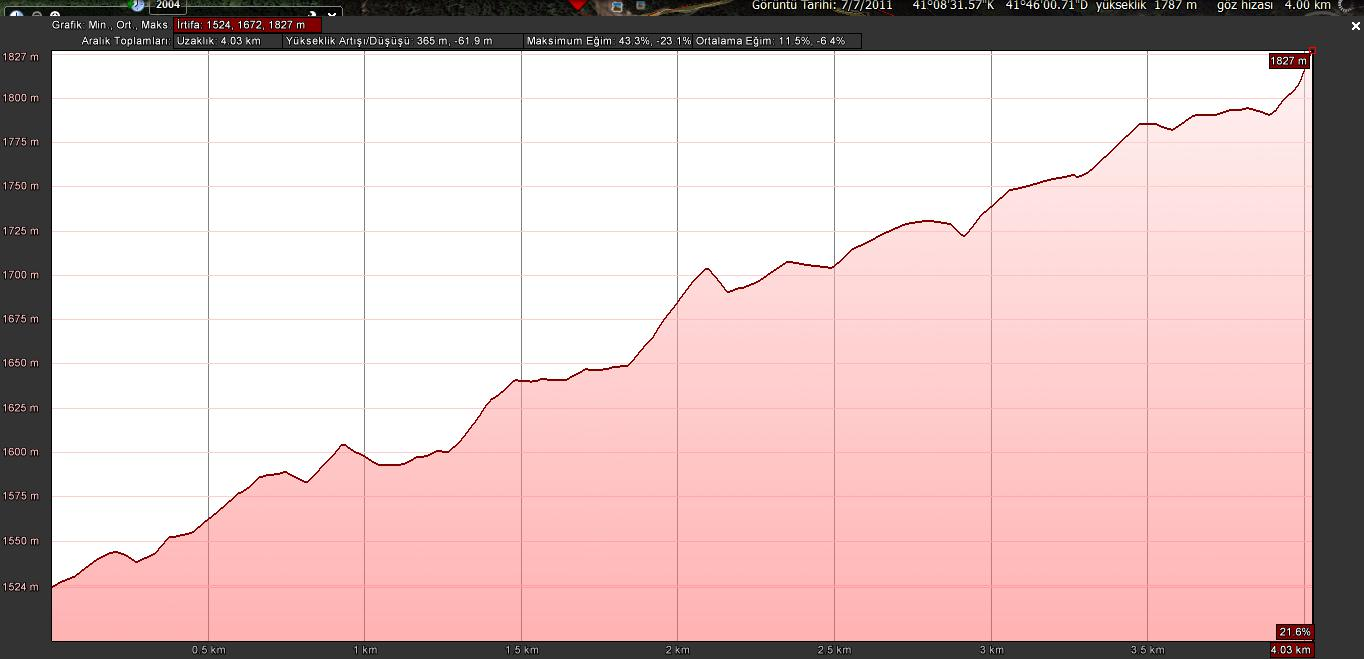 2004
Görüntü Tarihi: 7/7/2011 41°08'31.57"K 41°46'00.71"D yükseklik 1787 m göz hizası 4.00 km
Grafik Min., Ort., Maks İrtifa: 1524, 1672, 1827 m
Aralık Toplamları: Uzaklık: 4.03 km Yükseklik Artışı/Düşüşü: 365 m, -61.9 m Maksimum Eğim: 43.3%, -23.1% Ortalama Eğim: 11.5%, -6.4%
1827 m
1827 m
1800 m
1775 m
1750 m
1725 m
1700 m
1675 m
1650 m
1625 m
1600 m
1575 m
1550 m
1524 m
21.6%
0.5 km 1 km 1.5 km 2 km 2.5 km 3 km 3.5 km 4.03 km